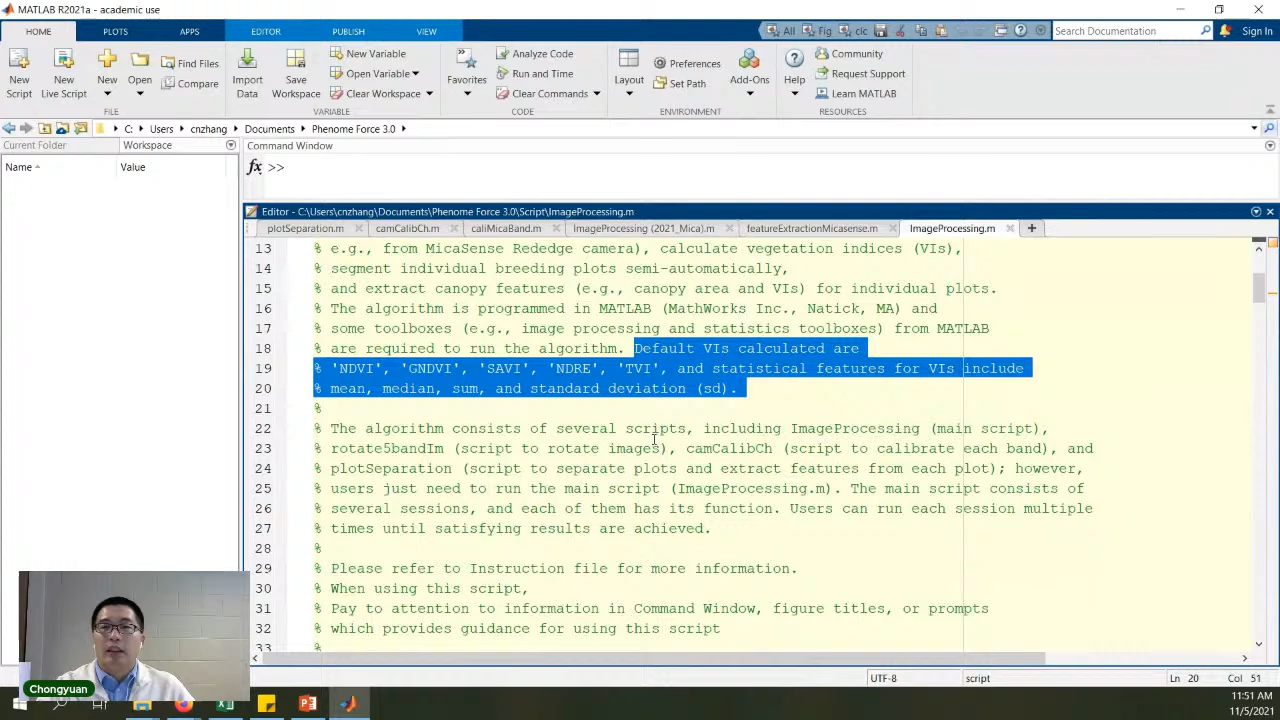 MATLAB R2021a - academic use
HOME PLOTS APPS EDITOR PUBLISH VIEW All Fig clc Search Documentation Sign In
New Script New Live Script New Open Find Files Compare Import Data Save Workspace New Variable Open Variable Clear Workspace Favorites Analyze Code Run and Time Clear Commands Layout Preferences Set Path Add-Ons Help Community Request Support Learn MATLAB
FILE VARIABLE CODE ENVIRONMENT RESOURCES
C: Users cnzhang Documents Phenome Force 3.0
Current Folder Workspace Command Window
Name Value fx >>
Editor - C:\Users\cnzhang\Documents\Phenome Force 3.0\Script\ImageProcessing.m
plotSeparation.m camCalibCh.m caliMicaBand.m ImageProcessing (2021_Mica).m featureExtractionMicasense.m ImageProcessing.m
13 % e.g., from MicaSense Rededge camera), calculate vegetation indices (VIs),
14 % segment individual breeding plots semi-automatically,
15 % and extract canopy features (e.g., canopy area and VIs) for individual plots.
16 % The algorithm is programmed in MATLAB (MathWorks Inc., Natick, MA) and
17 % some toolboxes (e.g., image processing and statistics toolboxes) from MATLAB
18 % are required to run the algorithm. Default VIs calculated are
19 % 'NDVI', 'GNDVI', 'SAVI', 'NDRE', 'TVI', and statistical features for VIs include
20 % mean, median, sum, and standard deviation (sd).
21 %
22 % The algorithm consists of several scripts, including ImageProcessing (main script),
23 % rotate5bandIm (script to rotate images), camCalibCh (script to calibrate each band), and
24 % plotSeparation (script to separate plots and extract features from each plot); however,
25 % users just need to run the main script (ImageProcessing.m). The main script consists of
26 % several sessions, and each of them has its function. Users can run each session multiple
27 % times until satisfying results are achieved.
28 %
29 % Please refer to Instruction file for more information.
30 % When using this script,
31 % Pay to attention to information in Command Window, figure titles, or prompts
32 % which provides guidance for using this script
33 %
Chongyuan
UTF-8 script Ln 20 Col 51
11:51 AM
11/5/2021